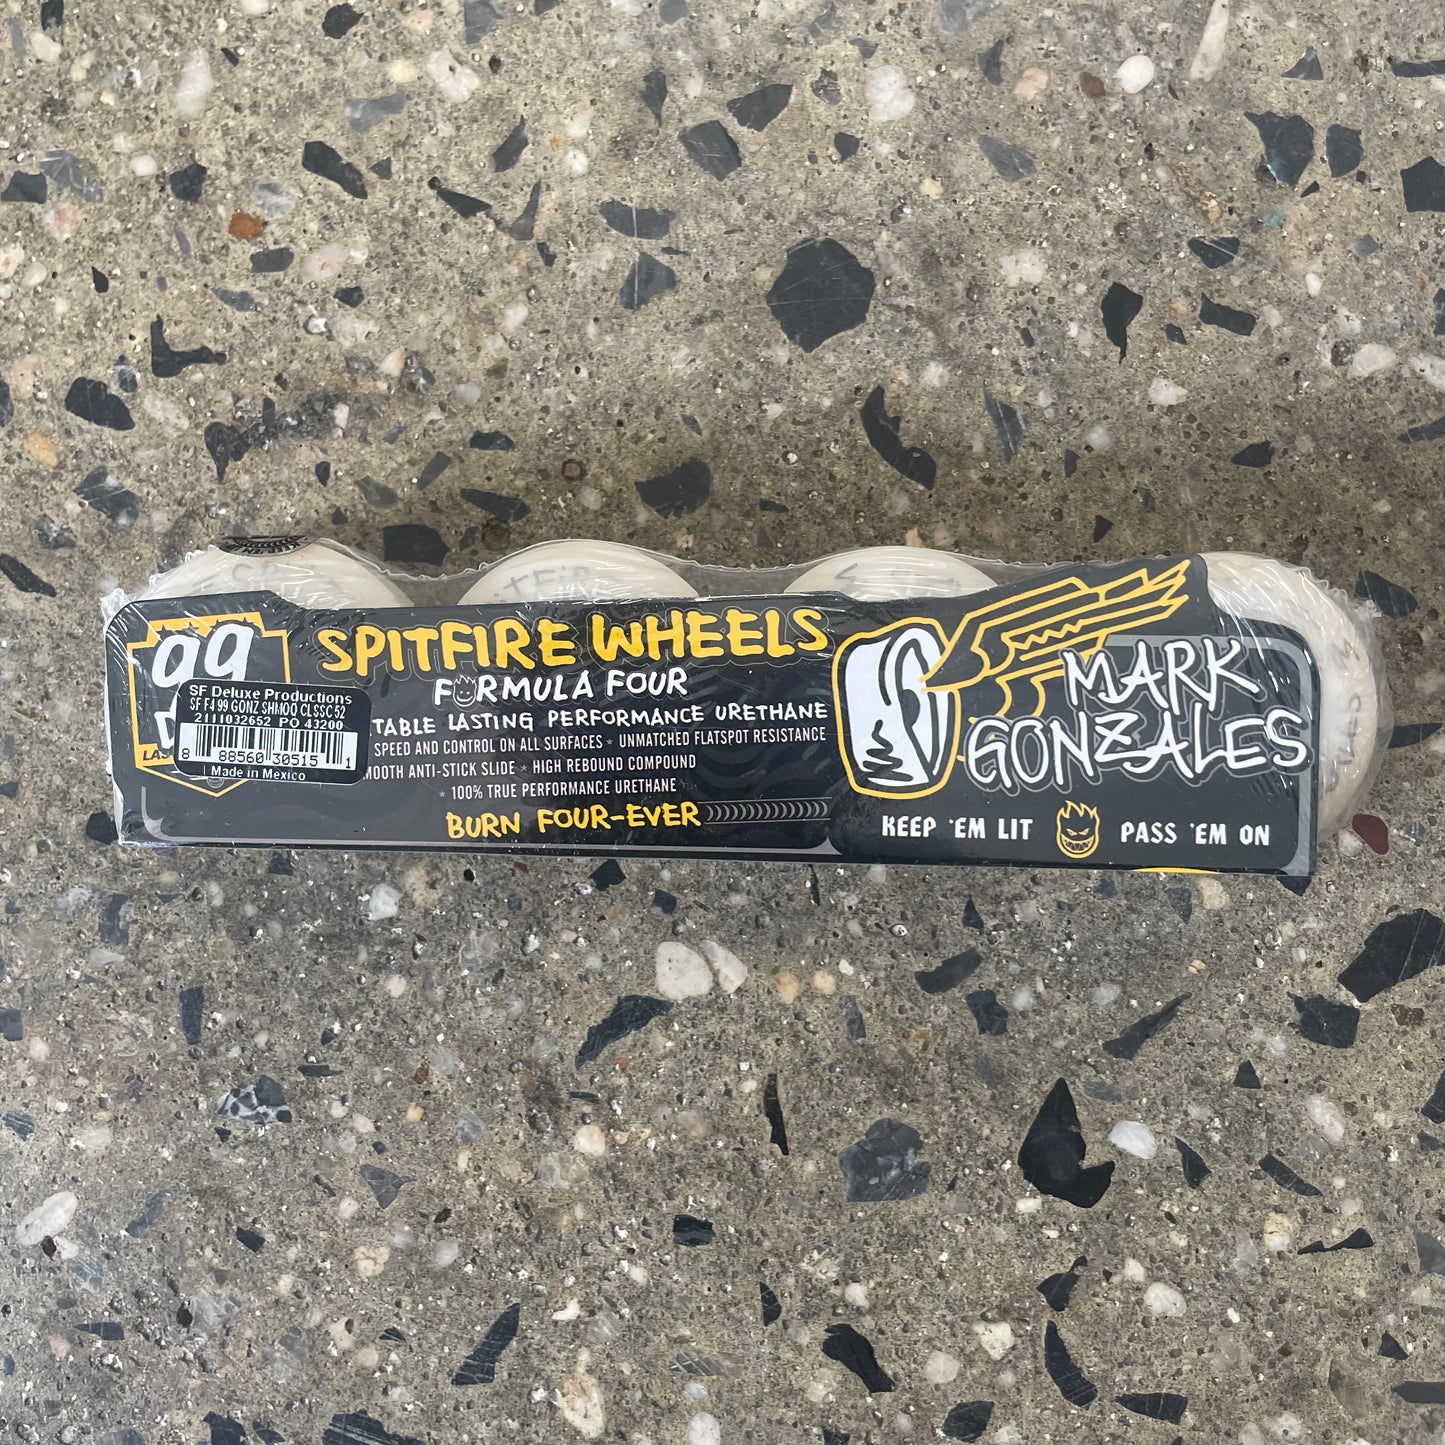 99
SF Deluxe Productions
SF F4 99 GONZ SHMOO CLSSC 52
2111032652 PO 43200
8 88560 30515 1
Made in Mexico
SPITFIRE WHEELS
FORMULA FOUR
LASTING PERFORMANCE URETHANE
SPEED AND CONTROL ON ALL SURFACES * UNMATCHED FLATSPOT RESISTANCE
ANTI-STICK SLIDE * HIGH REBOUND COMPOUND
* 100% TRUE PERFORMANCE URETHANE
BURN FOUR-EVER
MARK
GONZALES
KEEP 'EM LIT PASS 'EM ON